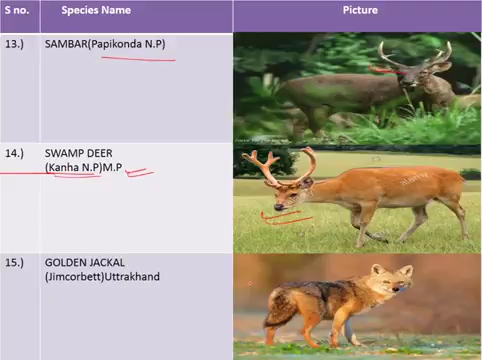 S no.
Species Name
Picture
13.)
SAMBAR(Papikonda N.P)
14.)
SWAMP DEER
(Kanha N.P)M.P
15.)
GOLDEN JACKAL
(Jimcorbett)Uttrakhand